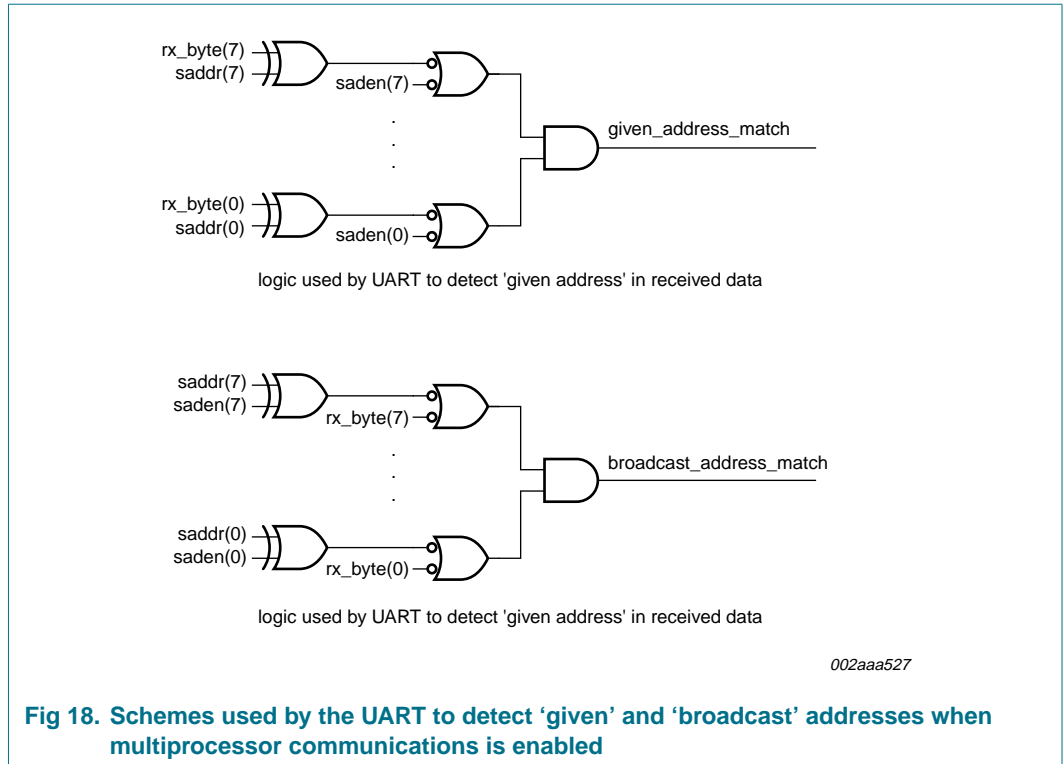 rx_byte(7)
saddr(7)
saden(7)
given_address_match
rx_byte(0)
saddr(0)
saden(0)
logic used by UART to detect 'given address' in received data
saddr(7)
saden(7)
rx_byte(7)
broadcast_address_match
saddr(0)
saden(0)
rx_byte(0)
logic used by UART to detect 'given address' in received data
002aaa527
Fig 18. Schemes used by the UART to detect ‘given’ and ‘broadcast’ addresses when
multiprocessor communications is enabled